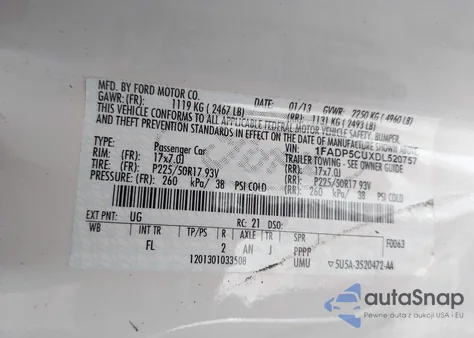 MFD. BY FORD MOTOR CO.
DATE: 01/13 GVWR: 2250 KG (4960 LB)
GAWR: (FR): 1119 KG (2467 LB) (RR): 1131 KG (2493 LB)
THIS VEHICLE CONFORMS TO ALL APPLICABLE FEDERAL MOTOR VEHICLE SAFETY, BUMPER,
AND THEFT PREVENTION STANDARDS IN EFFECT ON THE DATE OF MANUFACTURE SHOWN ABOVE.
VIN: 1FADP5CUXDL520757
TYPE: Passenger Car TRAILER TOWING - SEE OWNER GUIDE
RIM: (FR): 17x7.0J (RR): 17x7.0J
TIRE: P225/50R17 93V P225/50R17 93V
PRESSURE: (FR): 260 kPa/ 38 PSI COLD (RR): 260 kPa/ 38 PSI COLD
EXT PNT: UG RC: 21 DSO:
WB INT TR TP/PS R AXLE TR SPR F0063
FL 2 AN J PPPP
1201301033508 UMU 5U5A-3520472-AA
autoSnap
Pewne auta z aukcji w USA i Kanadzie